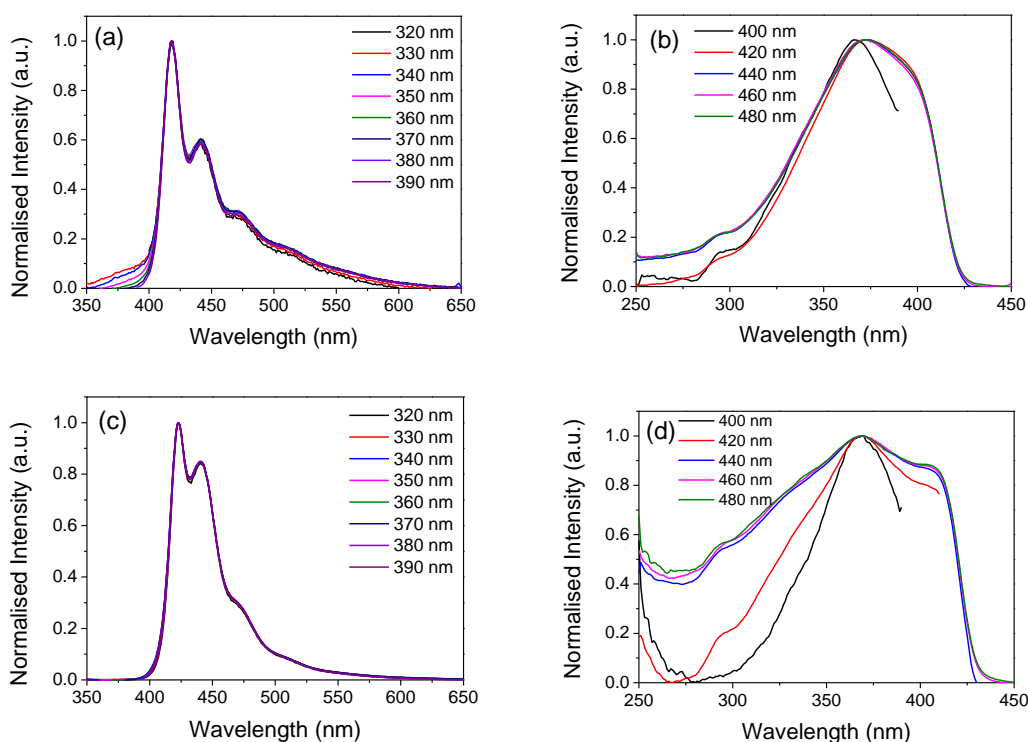 (a)
320 nm
330 nm
340 nm
350 nm
360 nm
370 nm
380 nm
390 nm
Normalised Intensity (a.u.)
1.0
0.8
0.6
0.4
0.2
0.0
350 400 450 500 550 600 650
Wavelength (nm)
(b)
400 nm
420 nm
440 nm
460 nm
480 nm
Normalised Intensity (a.u.)
1.0
0.8
0.6
0.4
0.2
0.0
250 300 350 400 450
Wavelength (nm)
(c)
320 nm
330 nm
340 nm
350 nm
360 nm
370 nm
380 nm
390 nm
Normalised Intensity (a.u.)
1.0
0.8
0.6
0.4
0.2
0.0
350 400 450 500 550 600 650
Wavelength (nm)
(d)
400 nm
420 nm
440 nm
460 nm
480 nm
Normalised Intensity (a.u.)
1.0
0.8
0.6
0.4
0.2
0.0
250 300 350 400 450
Wavelength (nm)